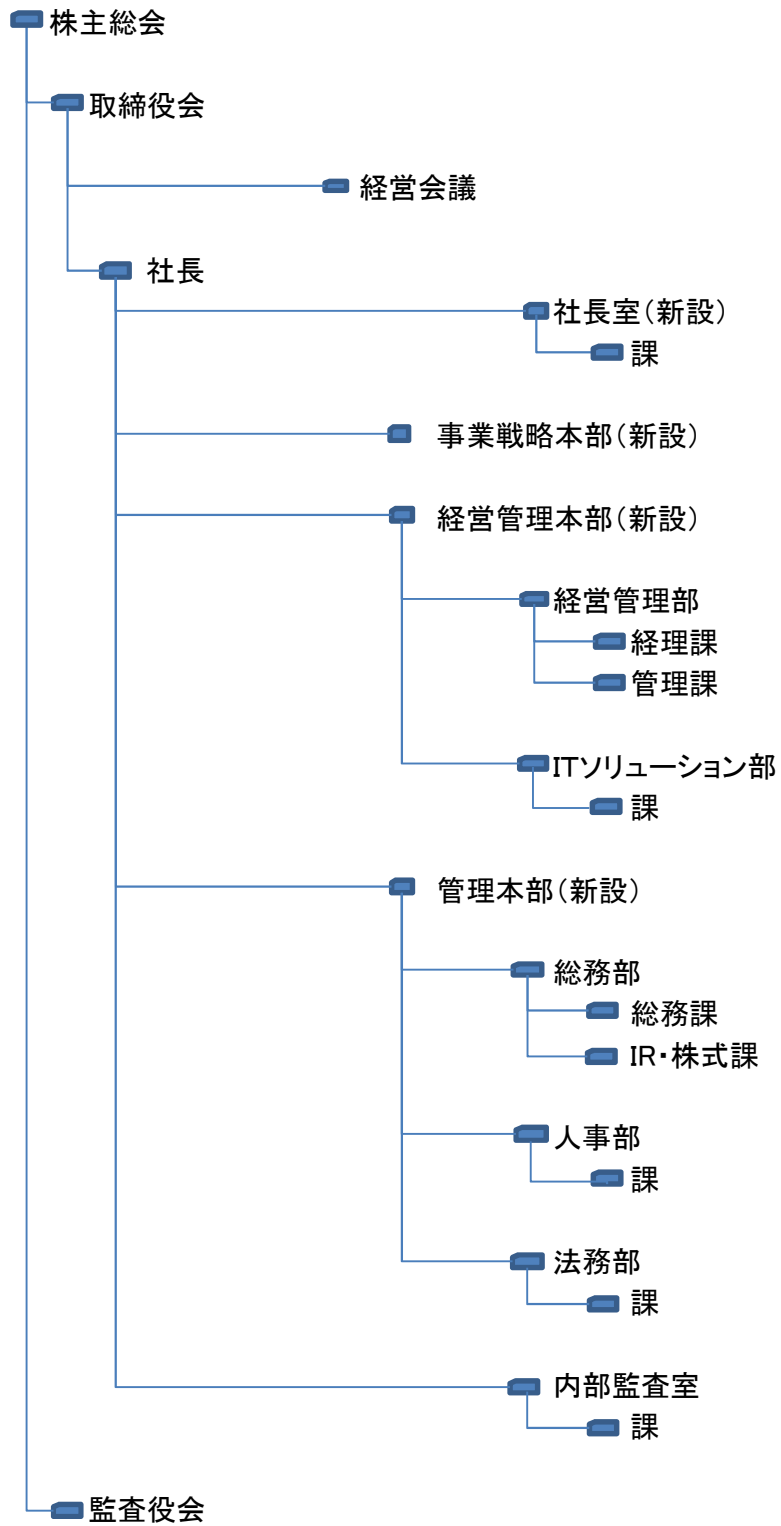 株主総会
取締役会
経営会議
社長
社長室（新設）
課
事業戦略本部（新設）
経営管理本部（新設）
経営管理部
経理課
管理課
ITソリューション部
課
管理本部（新設）
総務部
総務課
IR・株式課
人事部
課
法務部
課
内部監査室
課
監査役会